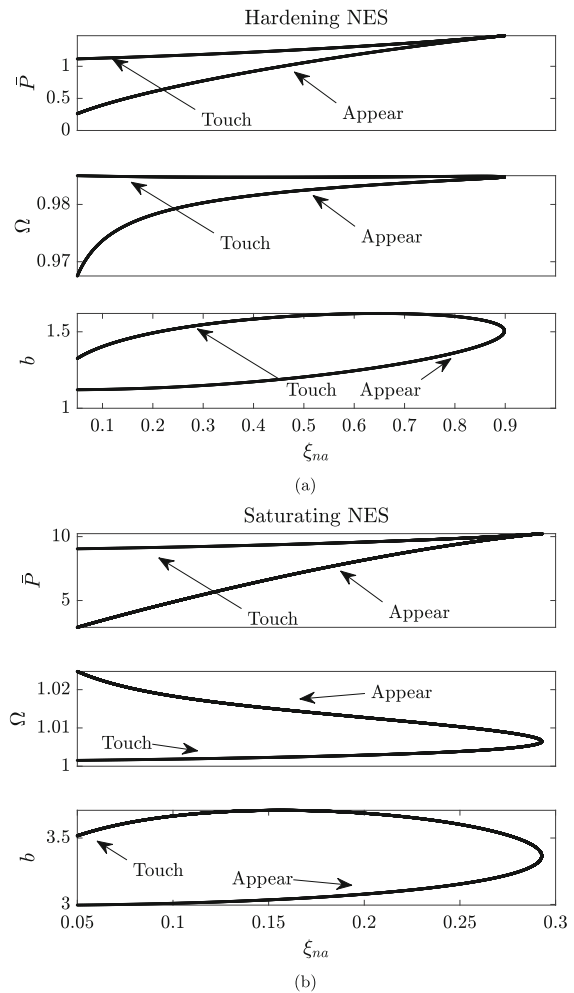 Hardening NES
1
0.5
0
P̄
Touch
Appear
0.98
0.97
Ω
Touch
Appear
1.5
1
b
Touch Appear
0.1 0.2 0.3 0.4 0.5 0.6 0.7 0.8 0.9
ξna
(a)
Saturating NES
10
5
P̄
Touch
Appear
1.02
1.01
1
Ω
Appear
Touch
3.5
3
b
Touch
Appear
0.05 0.1 0.15 0.2 0.25 0.3
ξna
(b)